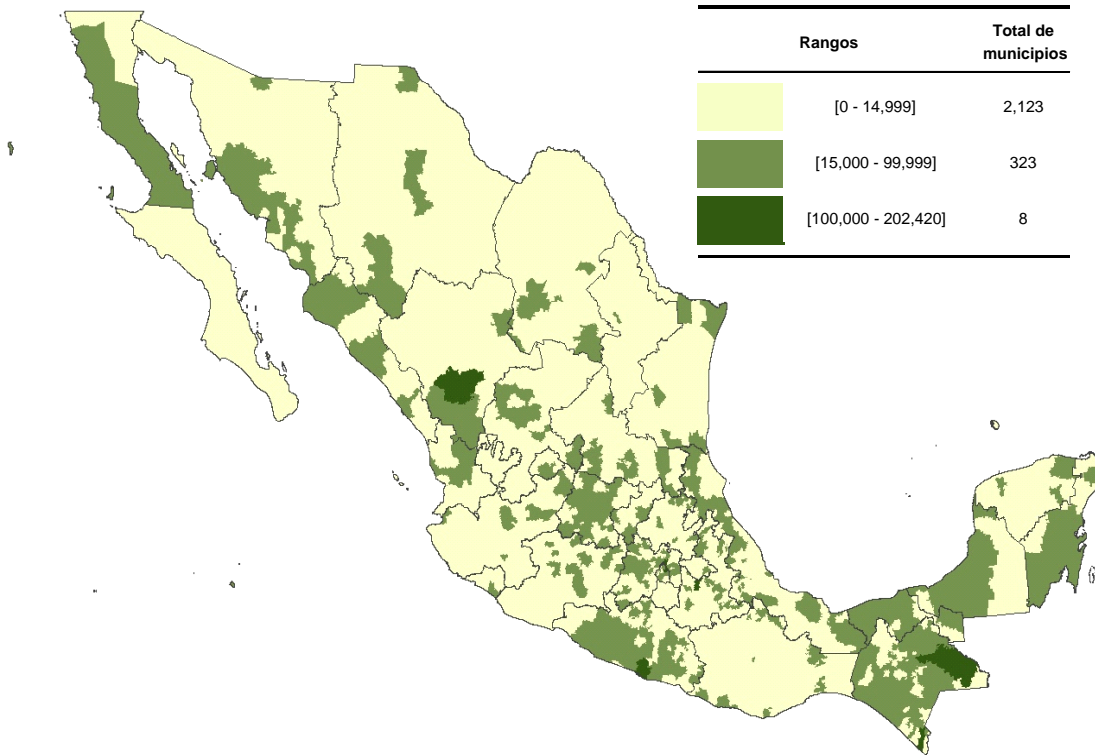 Rangos Total de
municipios
[0 - 14,999] 2,123
[15,000 - 99,999] 323
[100,000 - 202,420] 8